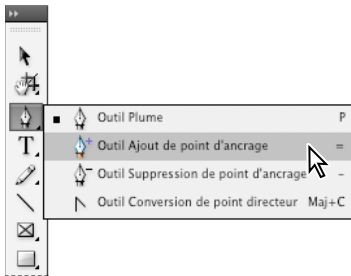 Outil Plume P
Outil Ajout de point d'ancrage =
Outil Suppression de point d'ancrage -
Outil Conversion de point directeur Maj+C
T